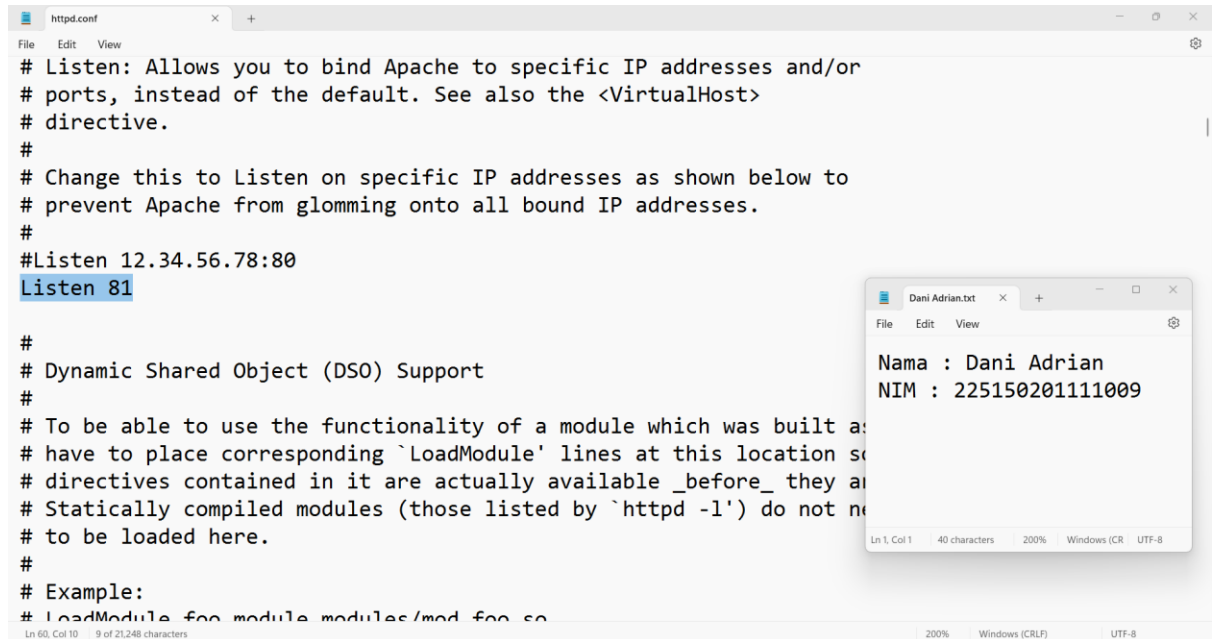 httpd.conf
File Edit View
# Listen: Allows you to bind Apache to specific IP addresses and/or
# ports, instead of the default. See also the <VirtualHost>
# directive.
#
# Change this to Listen on specific IP addresses as shown below to
# prevent Apache from glomming onto all bound IP addresses.
#
#Listen 12.34.56.78:80
Listen 81
#
# Dynamic Shared Object (DSO) Support
#
# To be able to use the functionality of a module which was built as
# have to place corresponding `LoadModule' lines at this location so
# directives contained in it are actually available _before_ they
# Statically compiled modules (those listed by `httpd -l') do not
# to be loaded here.
#
# Example:
# LoadModule foo_module modules/mod_foo.so
Ln 60, Col 10 9 of 21,248 characters 200% Windows (CRLF) UTF-8
Dani Adrian.txt
File Edit View
Nama : Dani Adrian
NIM : 225150201111009
Ln 1, Col 1 40 characters 200% Windows (CR UTF-8